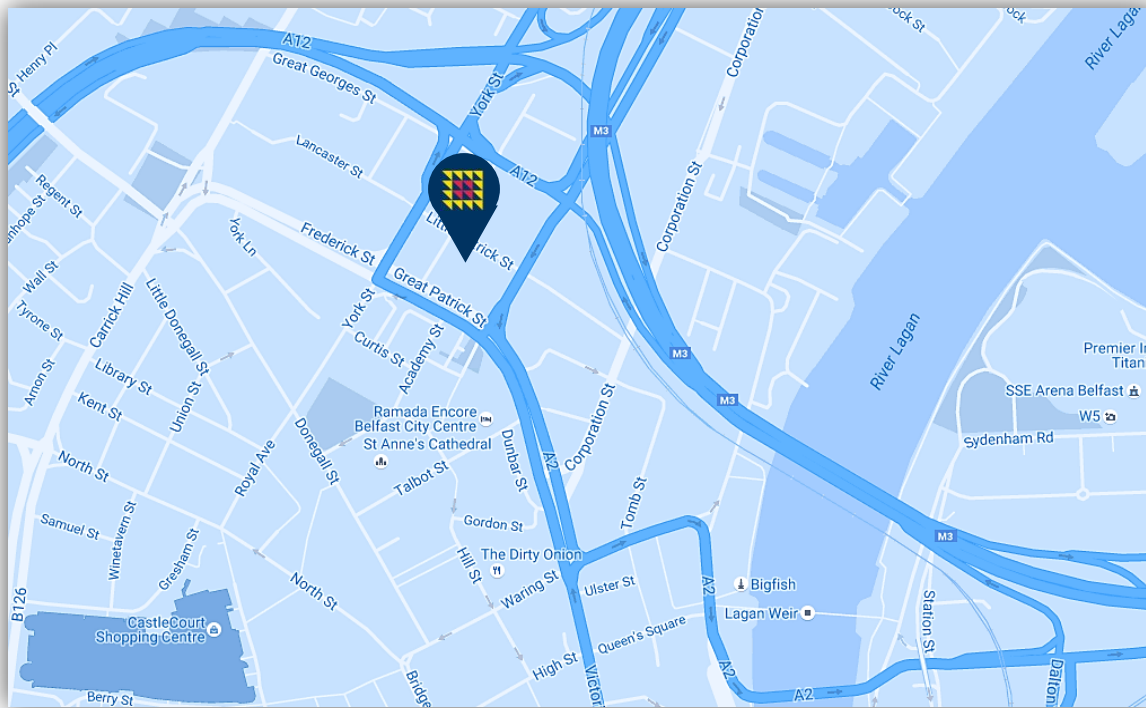 River Lagan
Corporation
St Henry Pl
A12
Great Georges St
York St
M3
Lancaster St
A12
Regent St
Corporation St
York Ln
Frederick St
Wall St
Carrick Hill
Little Donegall St
York St
Great Patrick St
Tyrone St
Curtis St
Academy St
River Lagan
Arnon St
Library St
M3
Premier In
Titan
SSE Arena Belfast
W5
Kent St
Union St
Ramada Encore
Belfast City Centre
M3
St Anne's Cathedral
Donegall St
Dunbar St
A2
Corporation St
Sydenham Rd
North St
Royal Ave
Talbot St
Tomb St
Samuel St
Winetavern St
Gresham St
Gordon St
M3
The Dirty Onion
Hill St
Waring St
Ulster St
A2
Bigfish
B126
North St
Lagan Weir
Station St
CastleCourt
Shopping Centre
Queen's Square
High St
A2
Victor
Bridge
Dalton
Berry St
A2